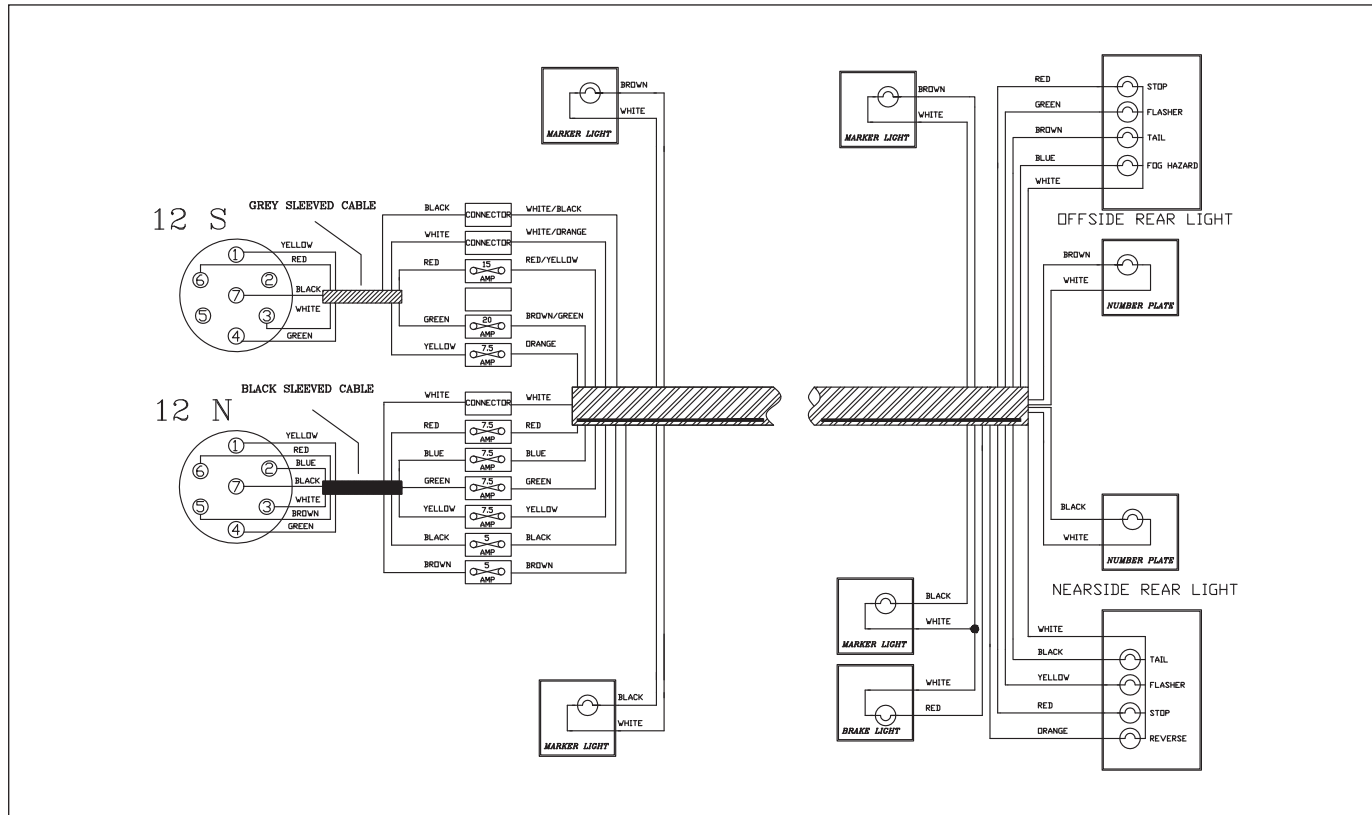 BROWN
WHITE
MARKER LIGHT
BROWN
WHITE
MARKER LIGHT
RED
STOP
GREEN
FLASHER
BROWN
TAIL
BLUE
FOG HAZARD
WHITE
OFFSIDE REAR LIGHT
12 S
GREY SLEEVED CABLE
YELLOW
RED
BLACK
WHITE
GREEN
1
6
2
7
5
3
4
BLACK
CONNECTOR
WHITE/BLACK
WHITE
CONNECTOR
WHITE/ORANGE
RED
15
AMP
RED/YELLOW
GREEN
20
AMP
BROWN/GREEN
YELLOW
7.5
AMP
ORANGE
BROWN
WHITE
NUMBER PLATE
12 N
BLACK SLEEVED CABLE
YELLOW
RED
BLUE
BLACK
WHITE
BROWN
GREEN
1
6
2
7
5
3
4
WHITE
CONNECTOR
WHITE
RED
7.5
AMP
RED
BLUE
7.5
AMP
BLUE
GREEN
7.5
AMP
GREEN
YELLOW
7.5
AMP
YELLOW
BLACK
5
AMP
BLACK
BROWN
5
AMP
BROWN
BLACK
WHITE
NUMBER PLATE
NEARSIDE REAR LIGHT
BLACK
WHITE
MARKER LIGHT
WHITE
RED
BRAKE LIGHT
BLACK
WHITE
MARKER LIGHT
WHITE
BLACK
TAIL
YELLOW
FLASHER
RED
STOP
ORANGE
REVERSE